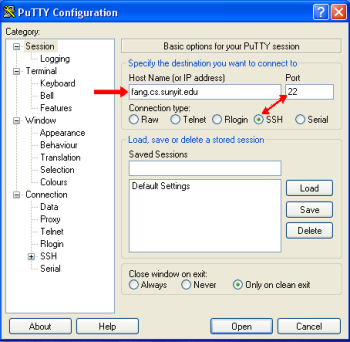 PuTTY Configuration
Category:
Session
Logging
Terminal
Keyboard
Bell
Features
Window
Appearance
Behaviour
Translation
Selection
Colours
Connection
Data
Proxy
Telnet
Rlogin
SSH
Serial
Basic options for your PuTTY session
Specify the destination you want to connect to
Host Name (or IP address) Port
fang.cs.sunyit.edu 22
Connection type:
Raw Telnet Rlogin SSH Serial
Load, save or delete a stored session
Saved Sessions
Default Settings
Load
Save
Delete
Close window on exit:
Always Never Only on clean exit
About Help Open Cancel